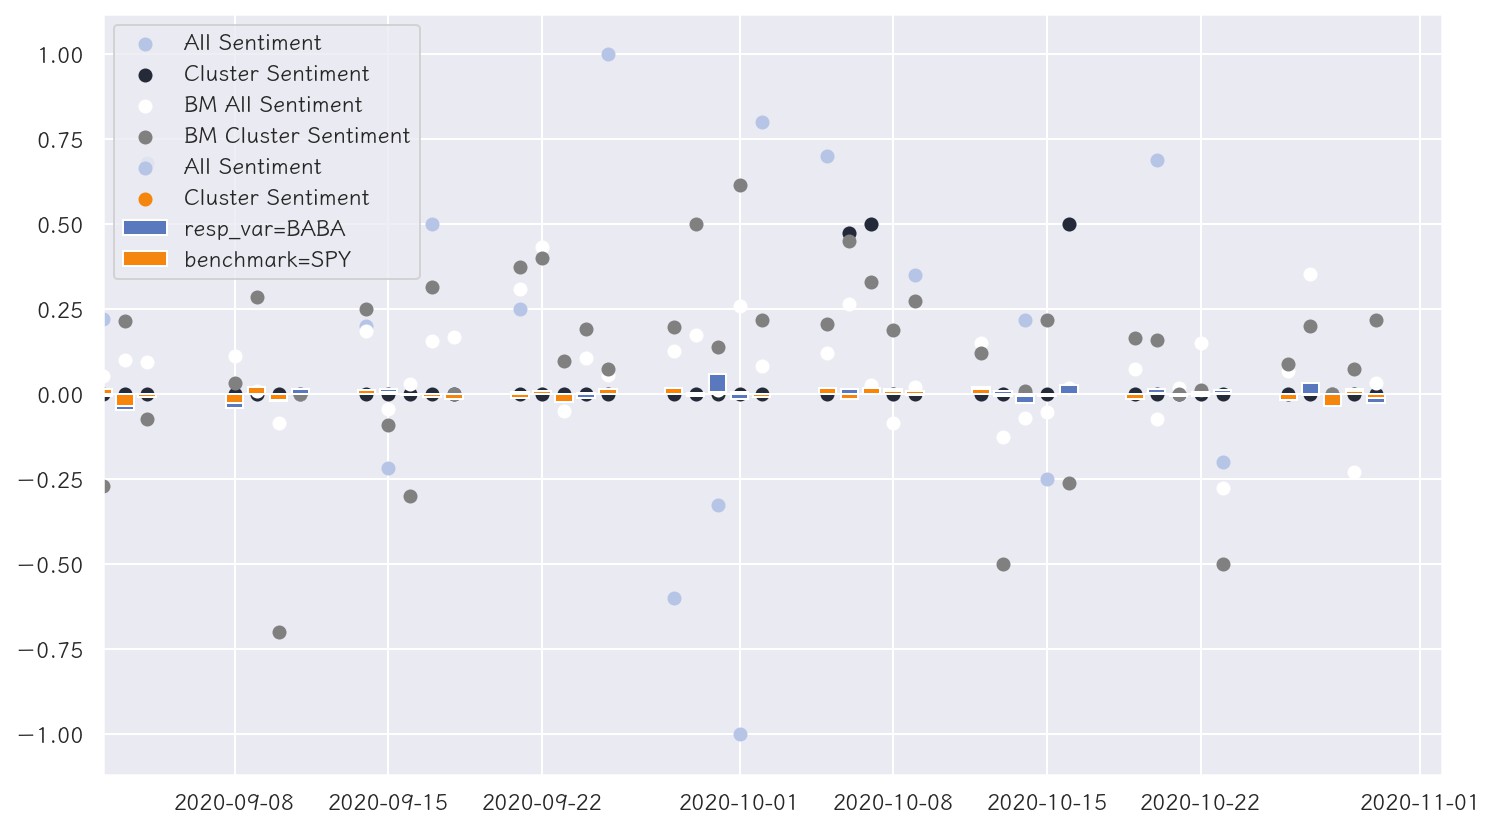 All Sentiment
Cluster Sentiment
BM All Sentiment
BM Cluster Sentiment
All Sentiment
Cluster Sentiment
resp_var=BABA
benchmark=SPY
1.00
0.75
0.50
0.25
0.00
−0.25
−0.50
−0.75
−1.00
2020-09-08 2020-09-15 2020-09-22 2020-10-01 2020-10-08 2020-10-15 2020-10-22 2020-11-01